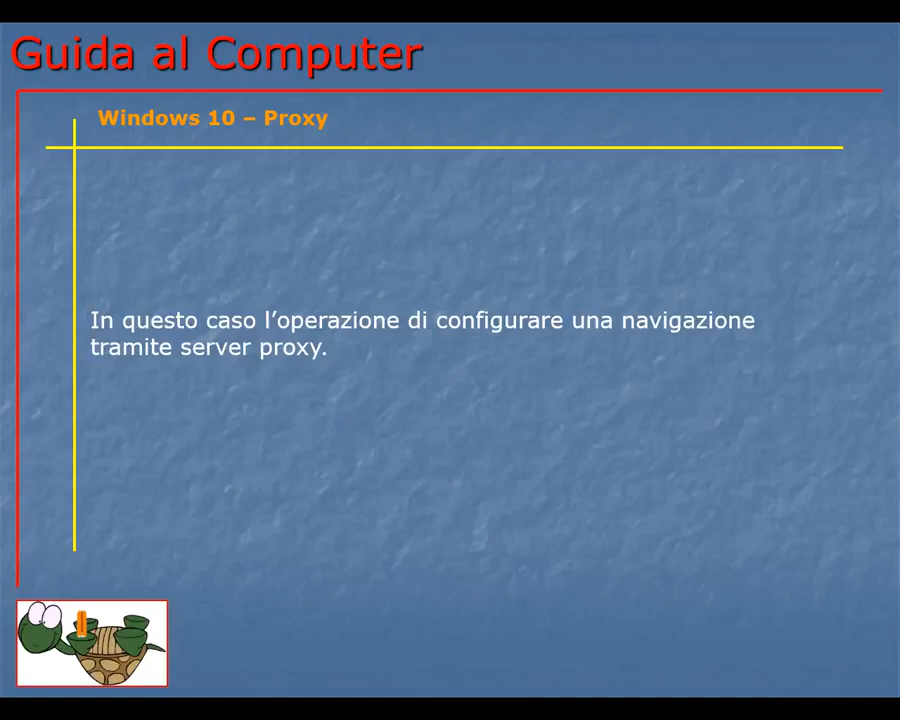 Guida al Computer
Windows 10 – Proxy
In questo caso l’operazione di configurare una navigazione
tramite server proxy.